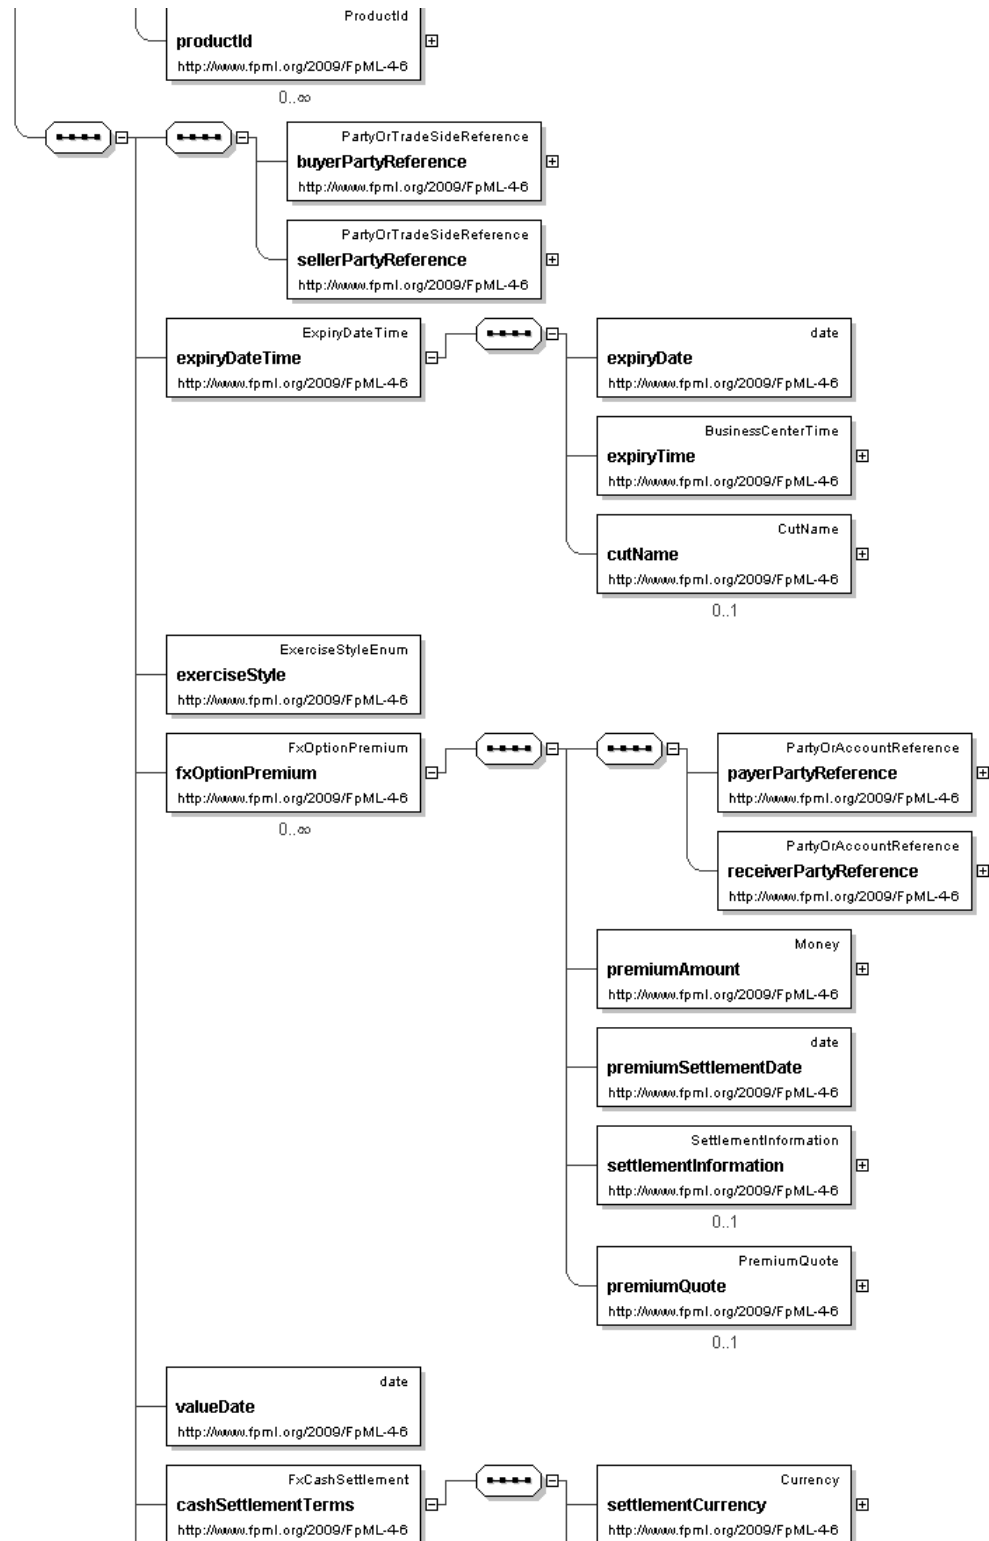 ProductId
productId
http://www.fpml.org/2009/FpML-4-6
0..∞
PartyOrTradeSideReference
buyerPartyReference
http://www.fpml.org/2009/FpML-4-6
PartyOrTradeSideReference
sellerPartyReference
http://www.fpml.org/2009/FpML-4-6
ExpiryDateTime
expiryDateTime
http://www.fpml.org/2009/FpML-4-6
date
expiryDate
http://www.fpml.org/2009/FpML-4-6
BusinessCenterTime
expiryTime
http://www.fpml.org/2009/FpML-4-6
CutName
cutName
http://www.fpml.org/2009/FpML-4-6
0..1
ExerciseStyleEnum
exerciseStyle
http://www.fpml.org/2009/FpML-4-6
FxOptionPremium
fxOptionPremium
http://www.fpml.org/2009/FpML-4-6
0..∞
PartyOrAccountReference
payerPartyReference
http://www.fpml.org/2009/FpML-4-6
PartyOrAccountReference
receiverPartyReference
http://www.fpml.org/2009/FpML-4-6
Money
premiumAmount
http://www.fpml.org/2009/FpML-4-6
date
premiumSettlementDate
http://www.fpml.org/2009/FpML-4-6
SettlementInformation
settlementInformation
http://www.fpml.org/2009/FpML-4-6
0..1
PremiumQuote
premiumQuote
http://www.fpml.org/2009/FpML-4-6
0..1
date
valueDate
http://www.fpml.org/2009/FpML-4-6
FxCashSettlement
cashSettlementTerms
http://www.fpml.org/2009/FpML-4-6
Currency
settlementCurrency
http://www.fpml.org/2009/FpML-4-6